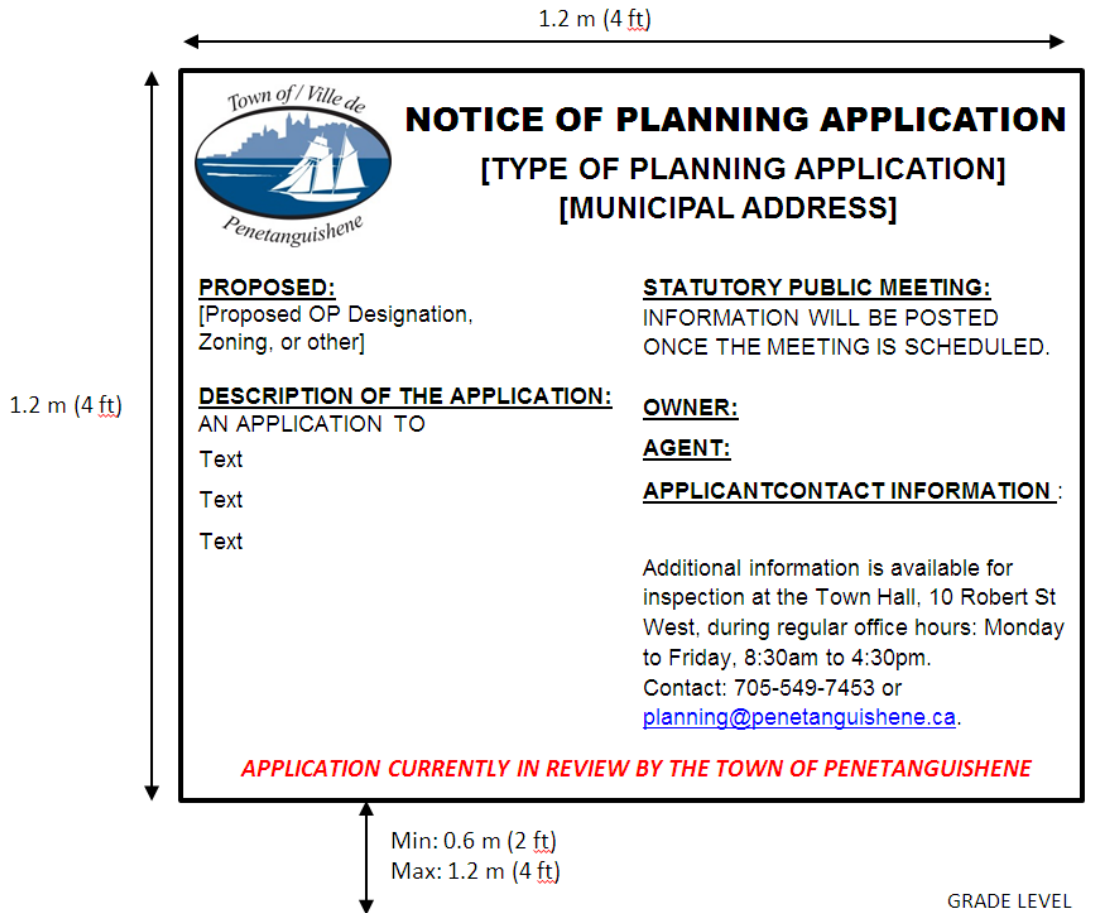 1.2 m (4 ft)
Town of / Ville de
Penetanguishene
NOTICE OF PLANNING APPLICATION
[TYPE OF PLANNING APPLICATION]
[MUNICIPAL ADDRESS]
PROPOSED:
[Proposed OP Designation,
Zoning, or other]
DESCRIPTION OF THE APPLICATION:
AN APPLICATION TO
Text
Text
Text
STATUTORY PUBLIC MEETING:
INFORMATION WILL BE POSTED
ONCE THE MEETING IS SCHEDULED.
OWNER:
AGENT:
APPLICANTCONTACT INFORMATION :
Additional information is available for
inspection at the Town Hall, 10 Robert St
West, during regular office hours: Monday
to Friday, 8:30am to 4:30pm.
Contact: 705-549-7453 or
planning@penetanguishene.ca.
APPLICATION CURRENTLY IN REVIEW BY THE TOWN OF PENETANGUISHENE
1.2 m (4 ft)
Min: 0.6 m (2 ft)
Max: 1.2 m (4 ft)
GRADE LEVEL